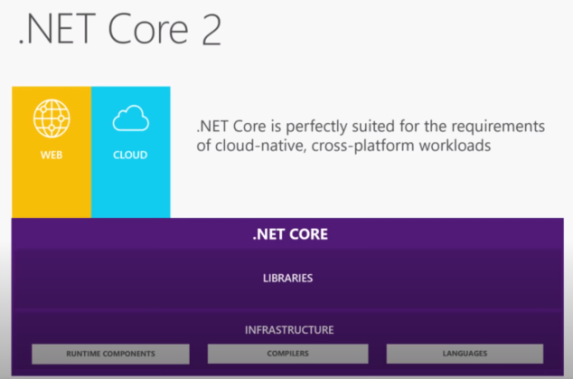 .NET Core 2
WEB
CLOUD
.NET Core is perfectly suited for the requirements
of cloud-native, cross-platform workloads
.NET CORE
LIBRARIES
INFRASTRUCTURE
RUNTIME COMPONENTS
COMPILERS
LANGUAGES